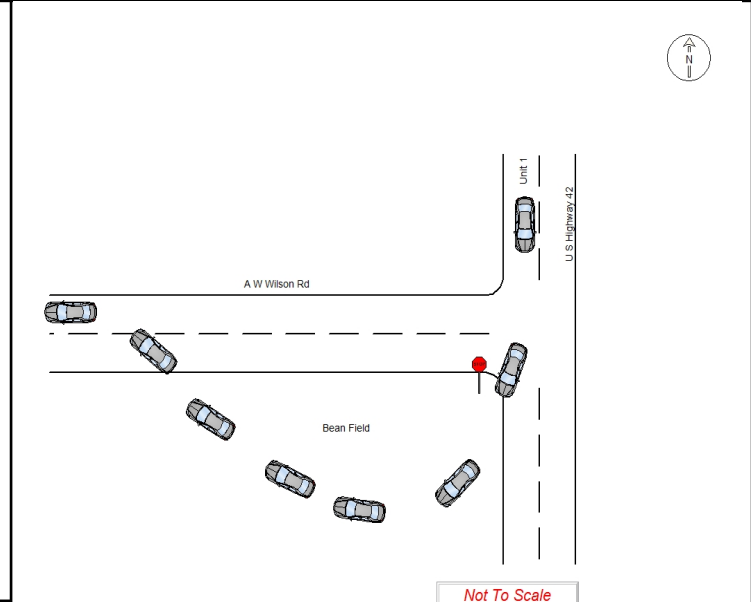 N
Unit 1
U S Highway 42
A W Wilson Rd
Bean Field
Not To Scale